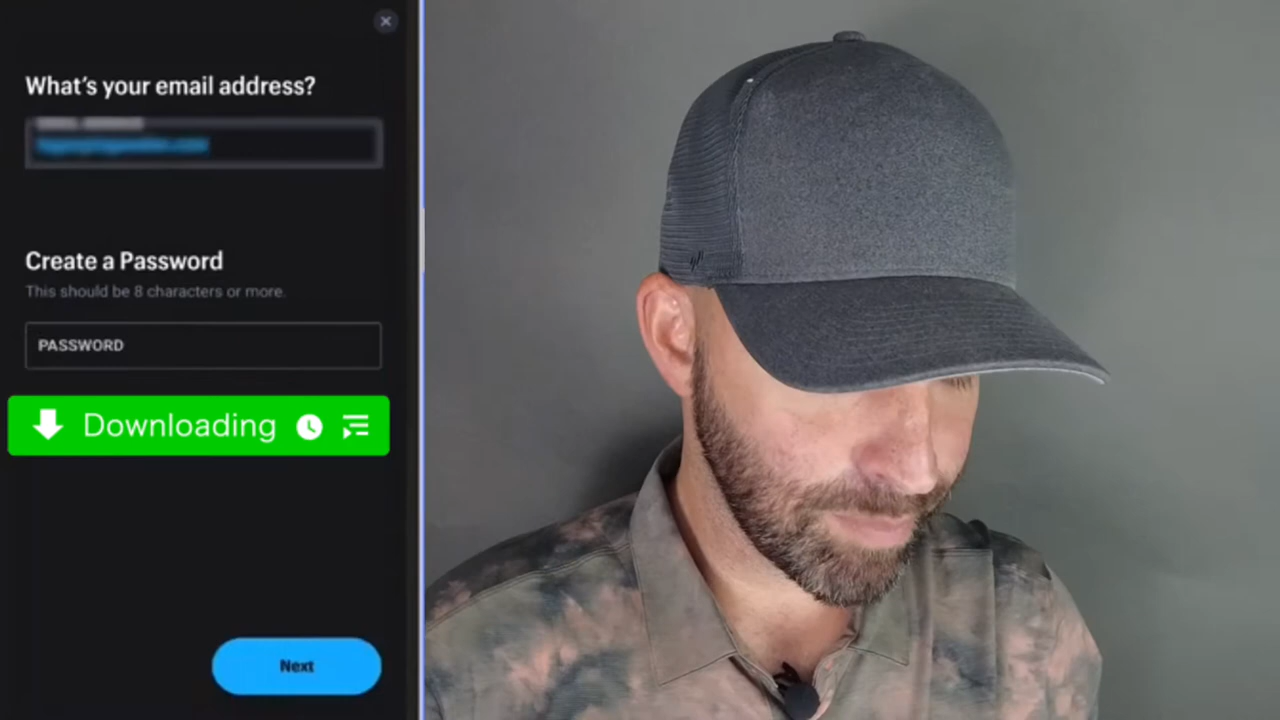 What's your email address?
Create a Password
This should be 8 characters or more.
PASSWORD
Downloading
Next